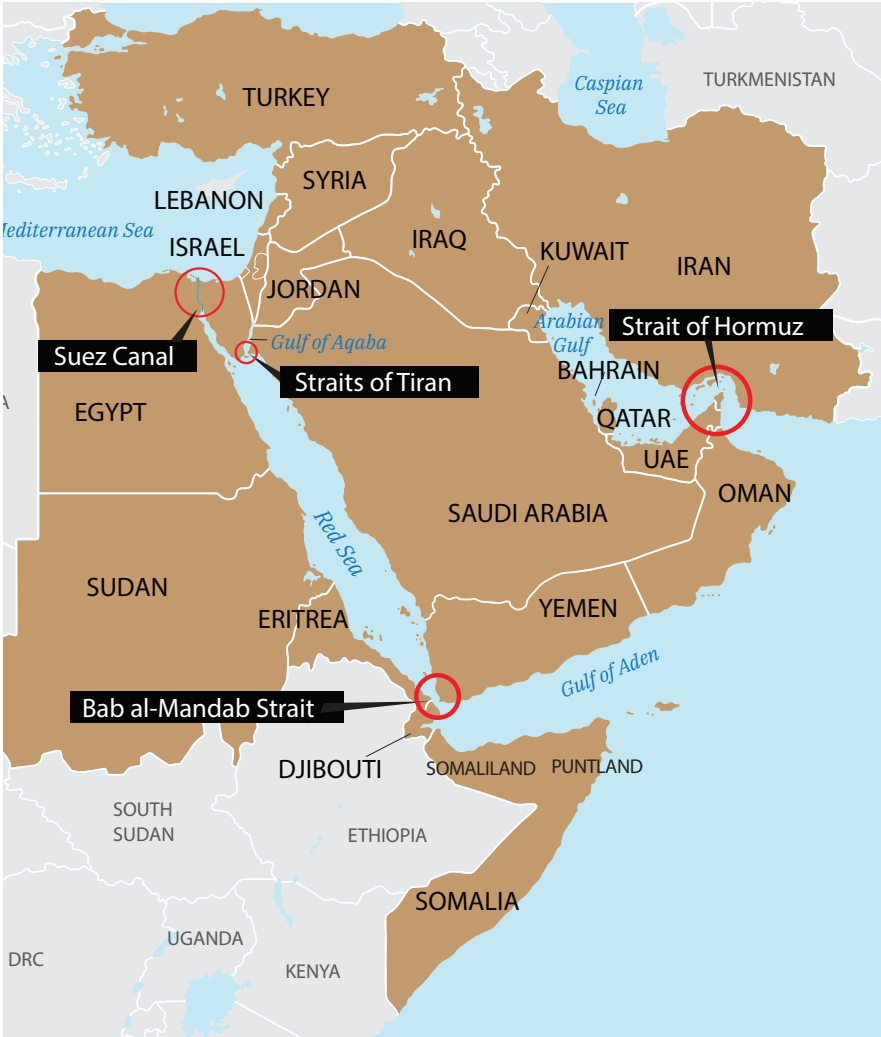 Caspian
Sea
TURKMENISTAN
TURKEY
SYRIA
LEBANON
Mediterranean Sea
ISRAEL
IRAQ
KUWAIT
IRAN
JORDAN
Arabian
Gulf
Strait of Hormuz
Gulf of Aqaba
Suez Canal
Straits of Tiran
BAHRAIN
A
EGYPT
QATAR
UAE
OMAN
SAUDI ARABIA
Red Sea
SUDAN
ERITREA
YEMEN
Gulf of Aden
Bab al-Mandab Strait
DJIBOUTI
SOMALILAND
PUNTLAND
SOUTH
SUDAN
ETHIOPIA
SOMALIA
UGANDA
DRC
KENYA